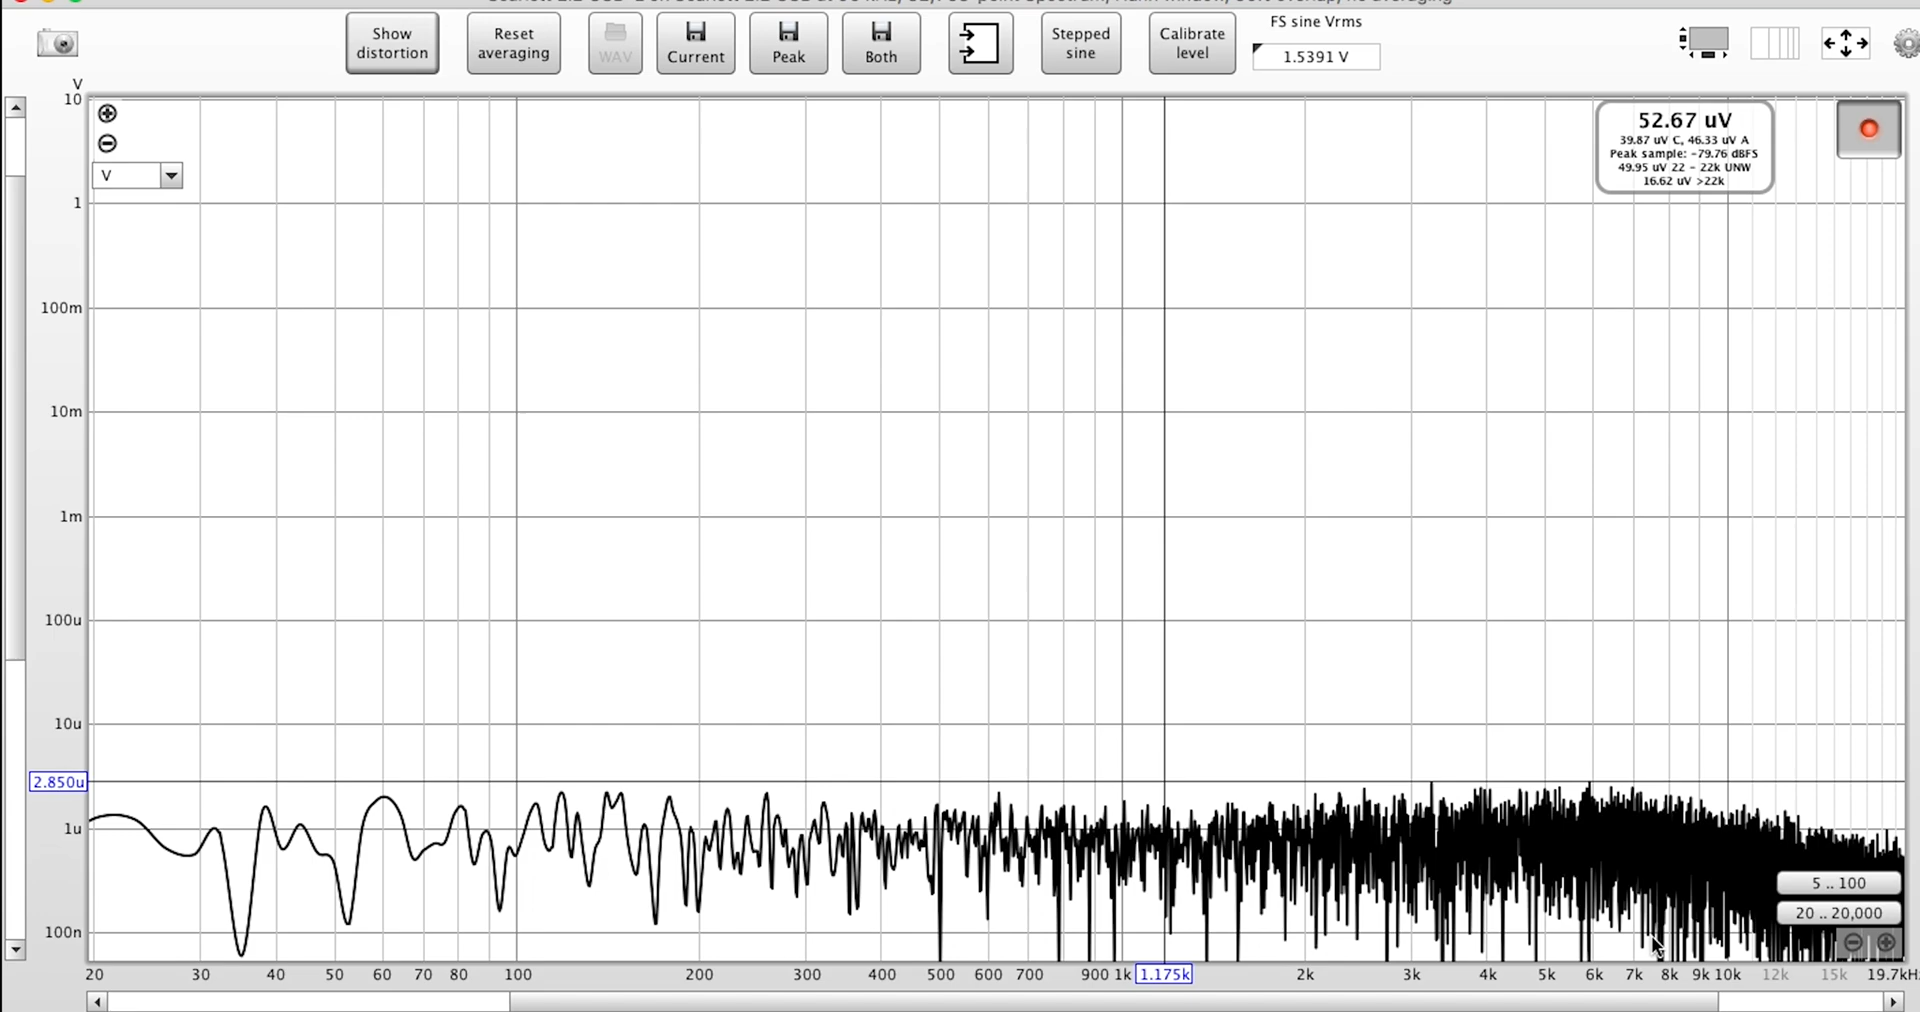 Show distortion
Reset averaging
WAV
Current
Peak
Both
Stepped sine
Calibrate level
FS sine Vrms
1.5391 V
V
10
1
100m
10m
1m
100u
10u
2.850u
1u
100n
V
52.67 uV
39.87 uV C, 46.33 uV A
Peak sample: -79.76 dBFS
49.95 uV 22 - 22k UNW
16.62 uV >22k
5 .. 100
20 .. 20,000
20 30 40 50 60 70 80 100 200 300 400 500 600 700 900 1k 1.175k 2k 3k 4k 5k 6k 7k 8k 9k 10k 12k 15k 19.7kHz